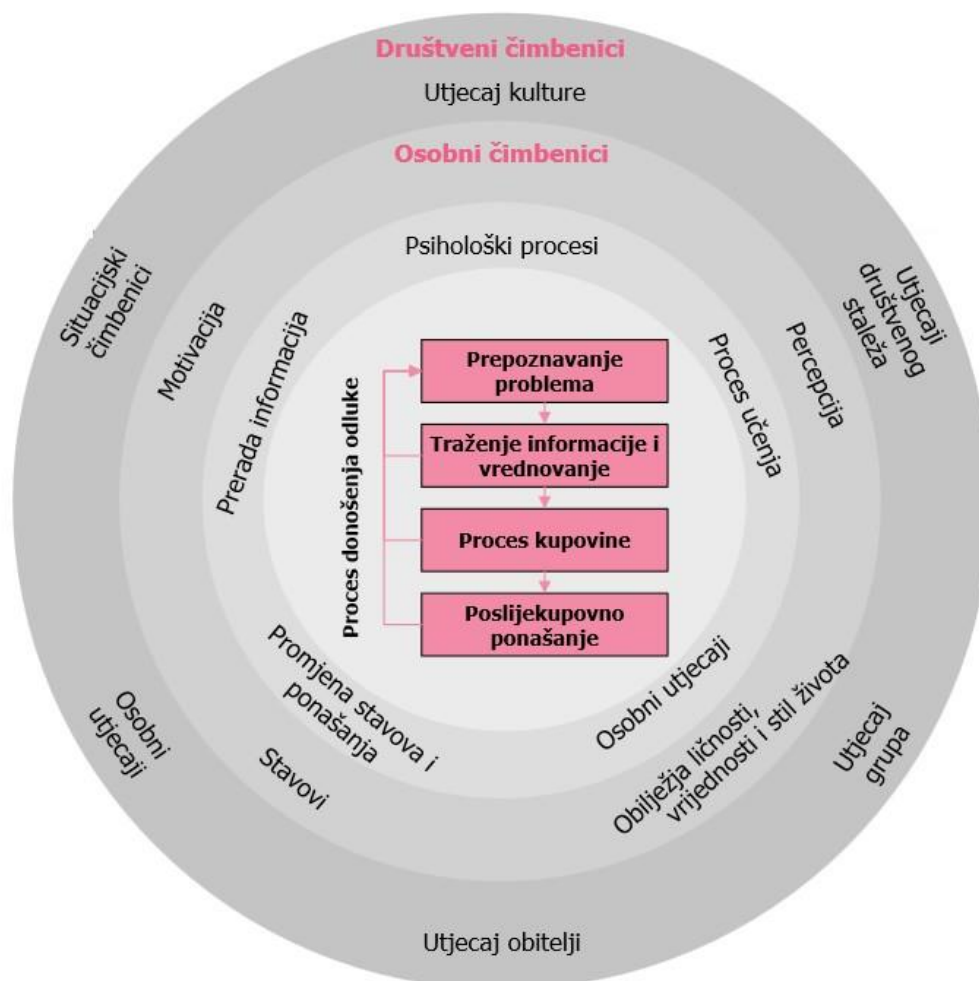 Društveni čimbenici
Utjecaj kulture
Osobni čimbenici
Psihološki procesi
Situacijski
čimbenici
Motivacija
Prerada informacija
Proces učenja
Percepcija
Utjecaji
društvenog
staleža
Proces donošenja odluke
Prepoznavanje
problema
Traženje informacije i
vrednovanje
Proces kupovine
Poslijekupovno
ponašanje
Osobni
utjecaji
Stavovi
Promjena stavova i
ponašanja
Osobni utjecaji
Obilježja ličnosti,
vrijednosti i stil života
Utjecaj
grupa
Utjecaj obitelji